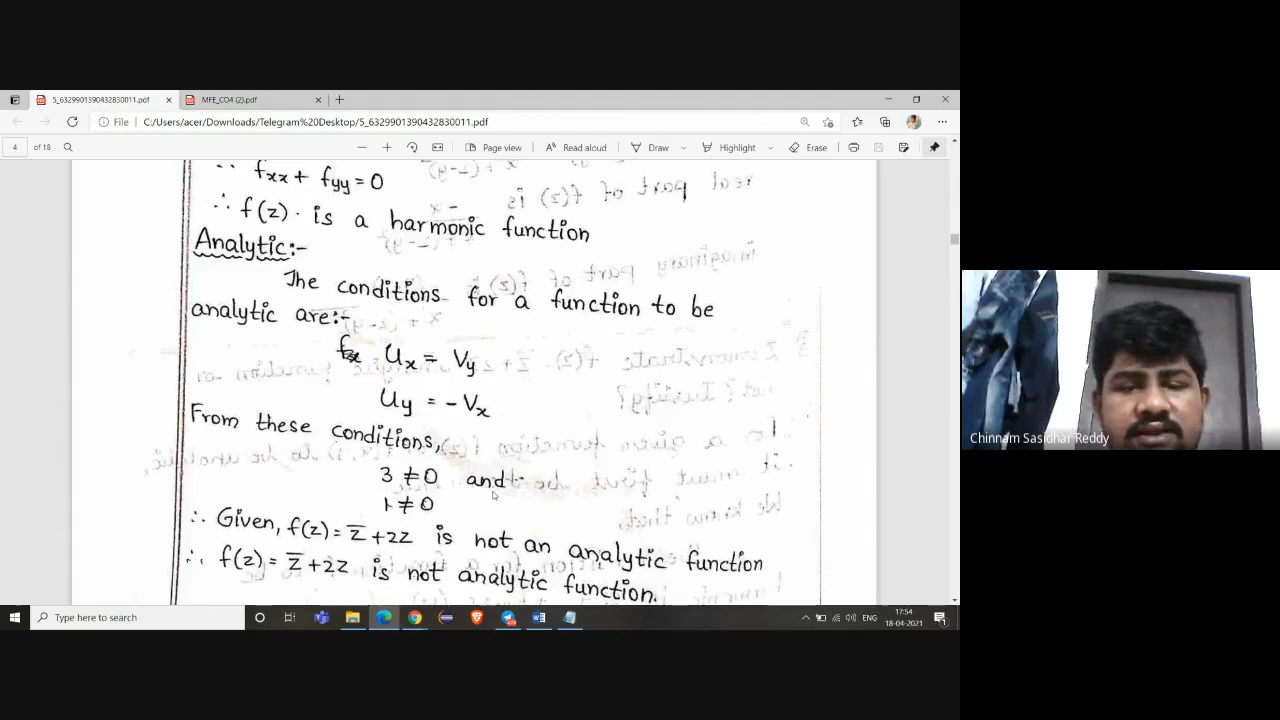 5_6329901390432830011.pdf
MFE_CO4 (2).pdf
File
C:/Users/acer/Downloads/Telegram%20Desktop/5_6329901390432830011.pdf
4 of 18
Page view
Read aloud
Draw
Highlight
Erase
∴ fxx + fyy = 0
∴ f(z) . is a harmonic function
Analytic:-
The conditions for a function to be
analytic are:-
Ux = Vy
Uy = - Vx
From these conditions,
3 ≠ 0 and
1 ≠ 0
∴ Given, f(z) = z̅ + 2z is not an analytic function
∴ f(z) = z̅ + 2z is not analytic function.
Chinnam Sasidhar Reddy
Type here to search
ENG
17:54
18-04-2021